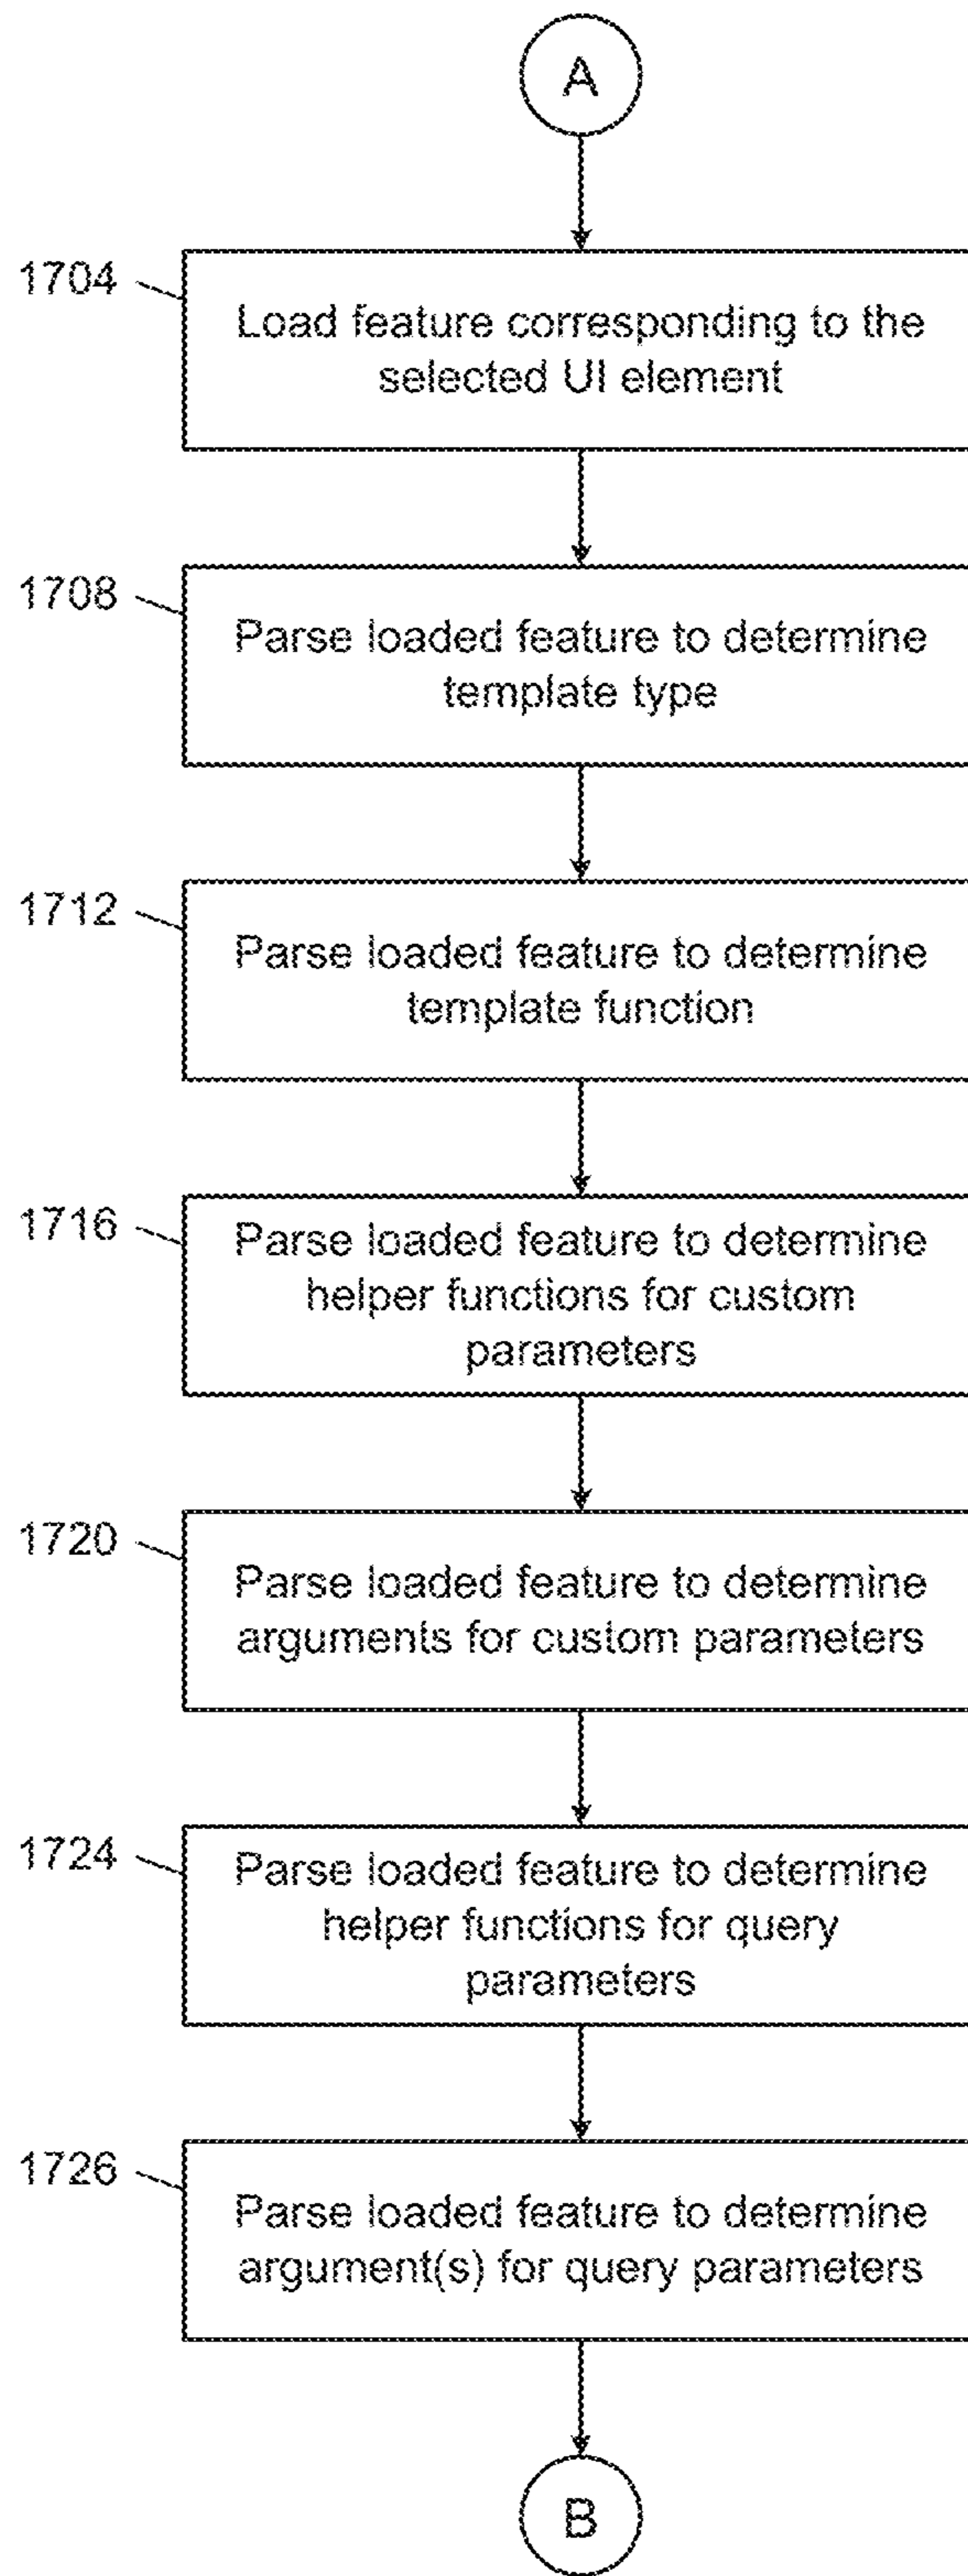 A
1704
Load feature corresponding to the
selected UI element
1708
Parse loaded feature to determine
template type
1712
Parse loaded feature to determine
template function
1716
Parse loaded feature to determine
helper functions for custom
parameters
1720
Parse loaded feature to determine
arguments for custom parameters
1724
Parse loaded feature to determine
helper functions for query
parameters
1726
Parse loaded feature to determine
argument(s) for query parameters
B